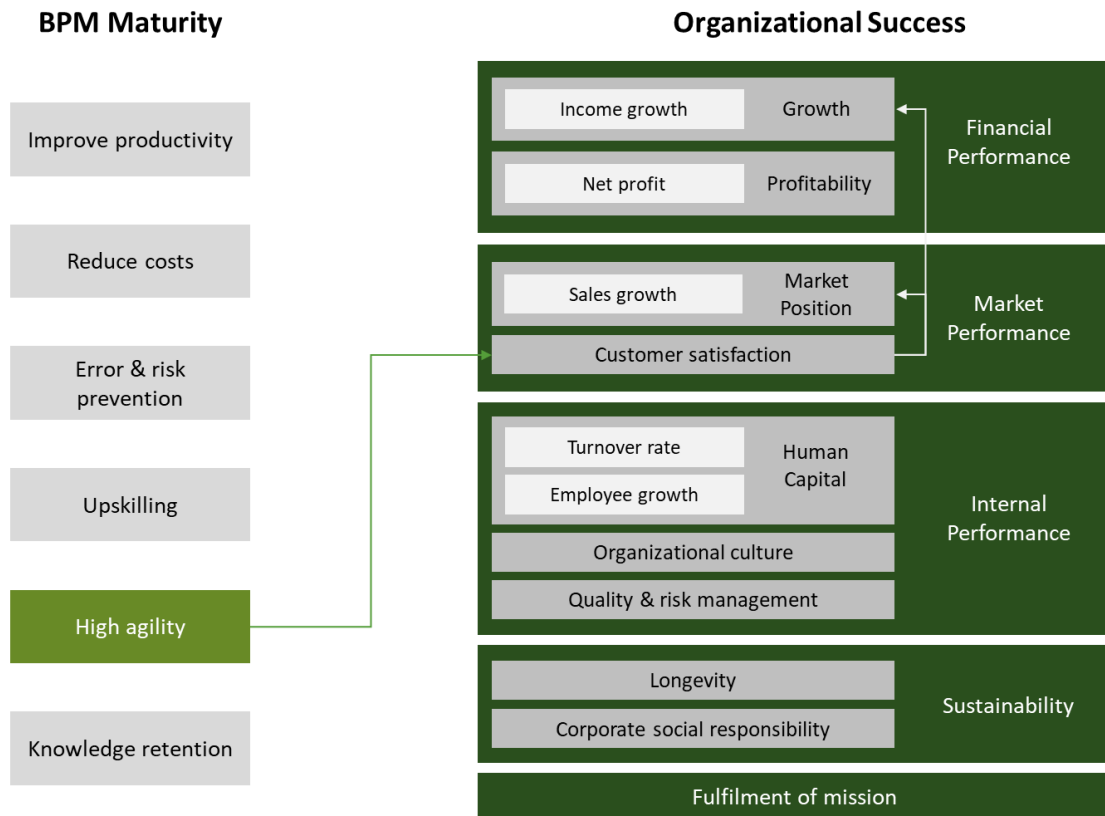 BPM Maturity
Organizational Success
Improve productivity
Reduce costs
Error & risk
prevention
Upskilling
High agility
Knowledge retention
Income growth
Growth
Net profit
Profitability
Financial
Performance
Sales growth
Market
Position
Customer satisfaction
Market
Performance
Turnover rate
Employee growth
Human
Capital
Organizational culture
Quality & risk management
Internal
Performance
Longevity
Corporate social responsibility
Sustainability
Fulfilment of mission